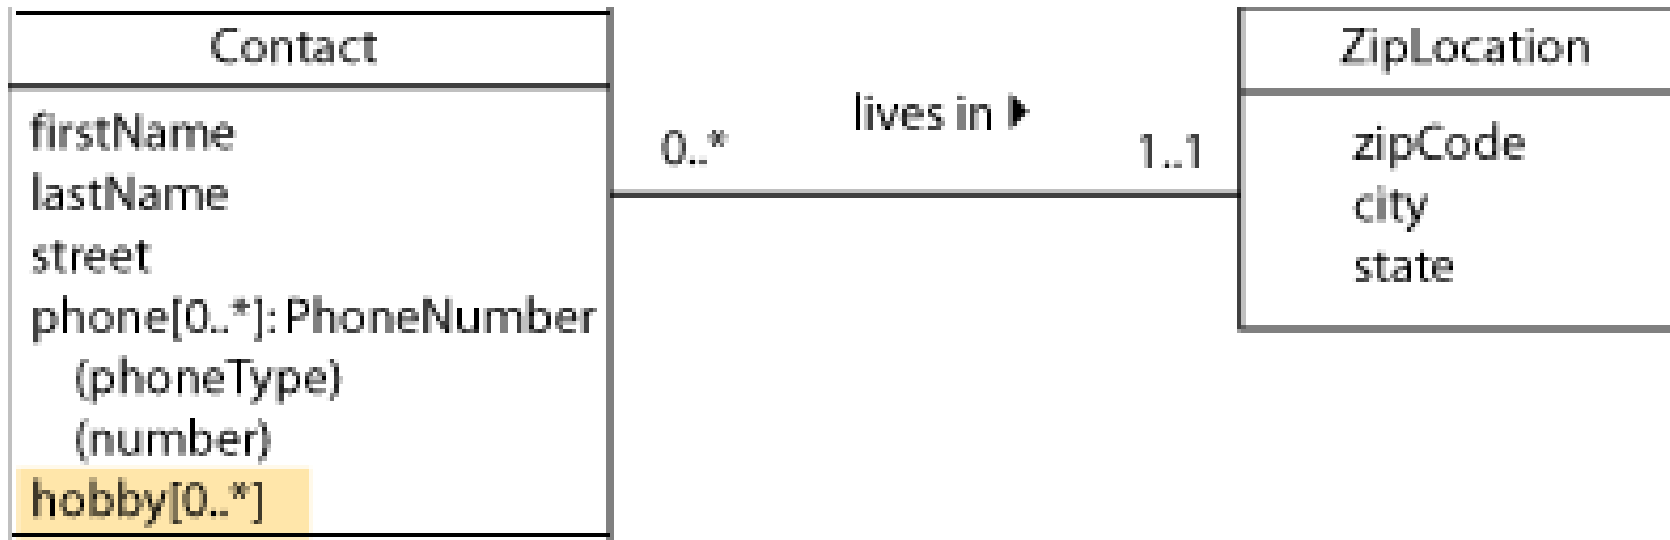 Contact
firstName
lastName
street
phone[0..*]: PhoneNumber
(phoneType)
(number)
hobby[0..*]
lives in ▶
0..*
1..1
ZipLocation
zipCode
city
state